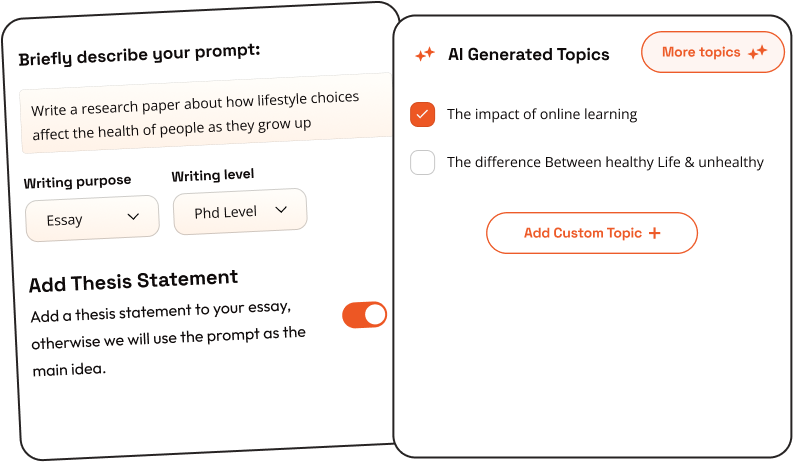 Briefly describe your prompt:
Write a research paper about how lifestyle choices
affect the health of people as they grow up
Writing purpose
Writing level
Essay
Phd Level
Add Thesis Statement
Add a thesis statement to your essay,
otherwise we will use the prompt as the
main idea.
AI Generated Topics
More topics
The impact of online learning
The difference Between healthy Life & unhealthy
Add Custom Topic +